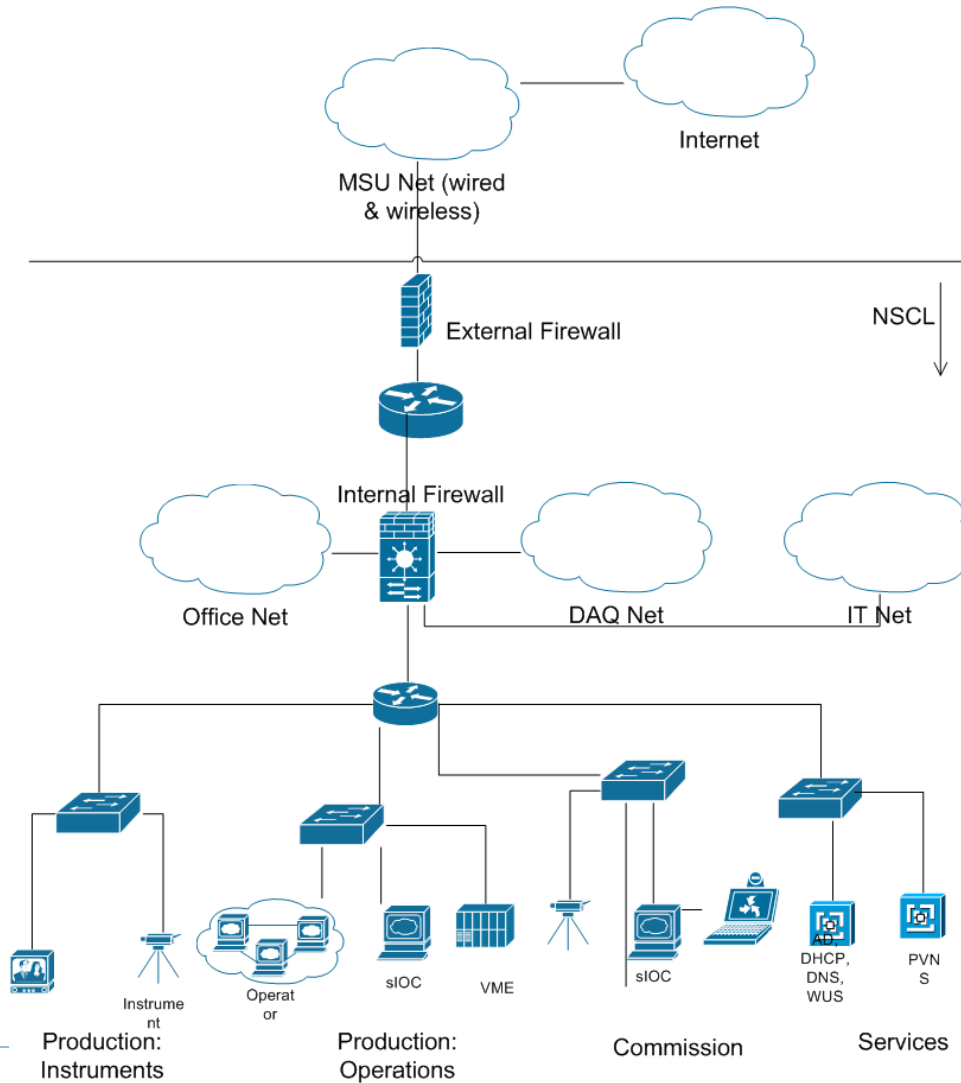 Internet
MSU Net (wired
& wireless)
External Firewall
NSCL
Internal Firewall
Office Net
DAQ Net
IT Net
Instrume
nt
Operat
or
sIOC
VME
sIOC
AD,
DHCP,
DNS,
WUS
PVN
S
Production:
Instruments
Production:
Operations
Commission
Services